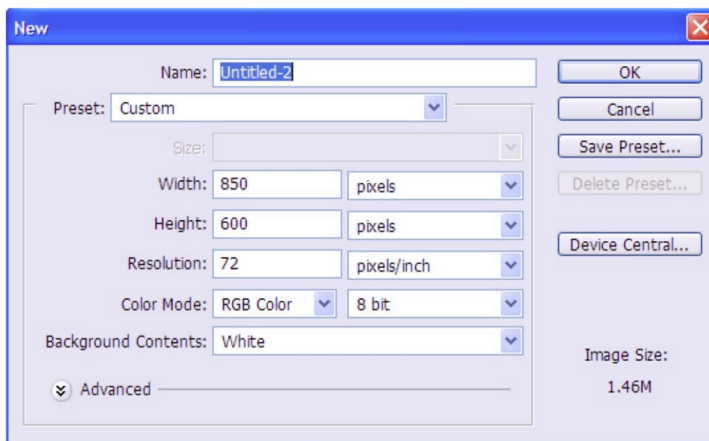 New
Name: Untitled-2
OK
Preset: Custom
Cancel
Size:
Save Preset...
Width: 850 pixels
Delete Preset...
Height: 600 pixels
Device Central...
Resolution: 72 pixels/inch
Color Mode: RGB Color 8 bit
Background Contents: White
Image Size:
Advanced
1.46M